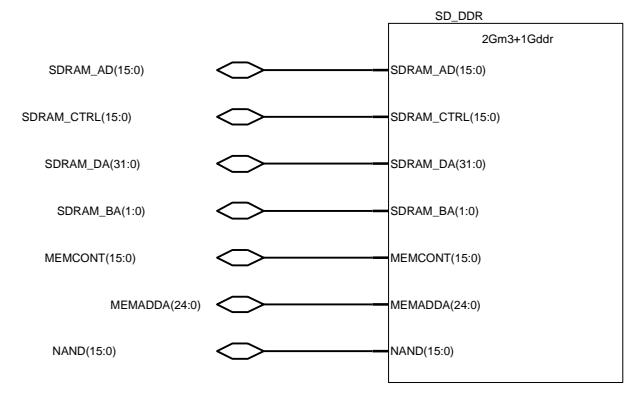 SD_DDR
2Gm3+1Gddr
SDRAM_AD(15:0) SDRAM_AD(15:0)
SDRAM_CTRL(15:0) SDRAM_CTRL(15:0)
SDRAM_DA(31:0) SDRAM_DA(31:0)
SDRAM_BA(1:0) SDRAM_BA(1:0)
MEMCONT(15:0) MEMCONT(15:0)
MEMADDA(24:0) MEMADDA(24:0)
NAND(15:0) NAND(15:0)